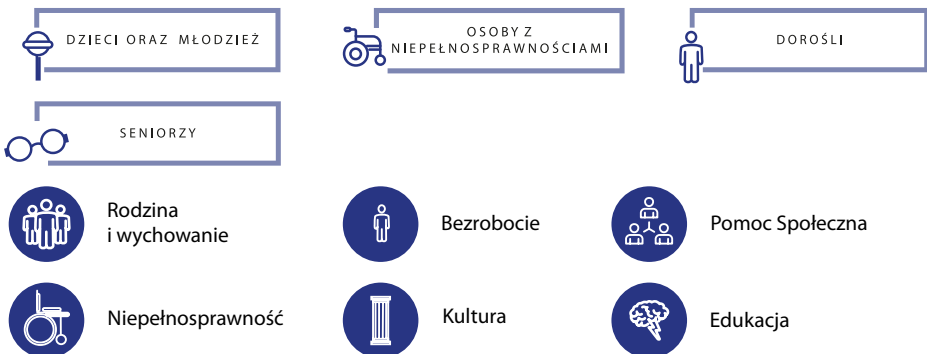 DZIECI ORAZ MŁODZIEŻ
OSOBY Z
NIEPEŁNOSPRAWNOŚCIAMI
DOROŚLI
SENIORZY
Rodzina
i wychowanie
Bezrobocie
Pomoc Społeczna
Niepełnosprawność
Kultura
Edukacja